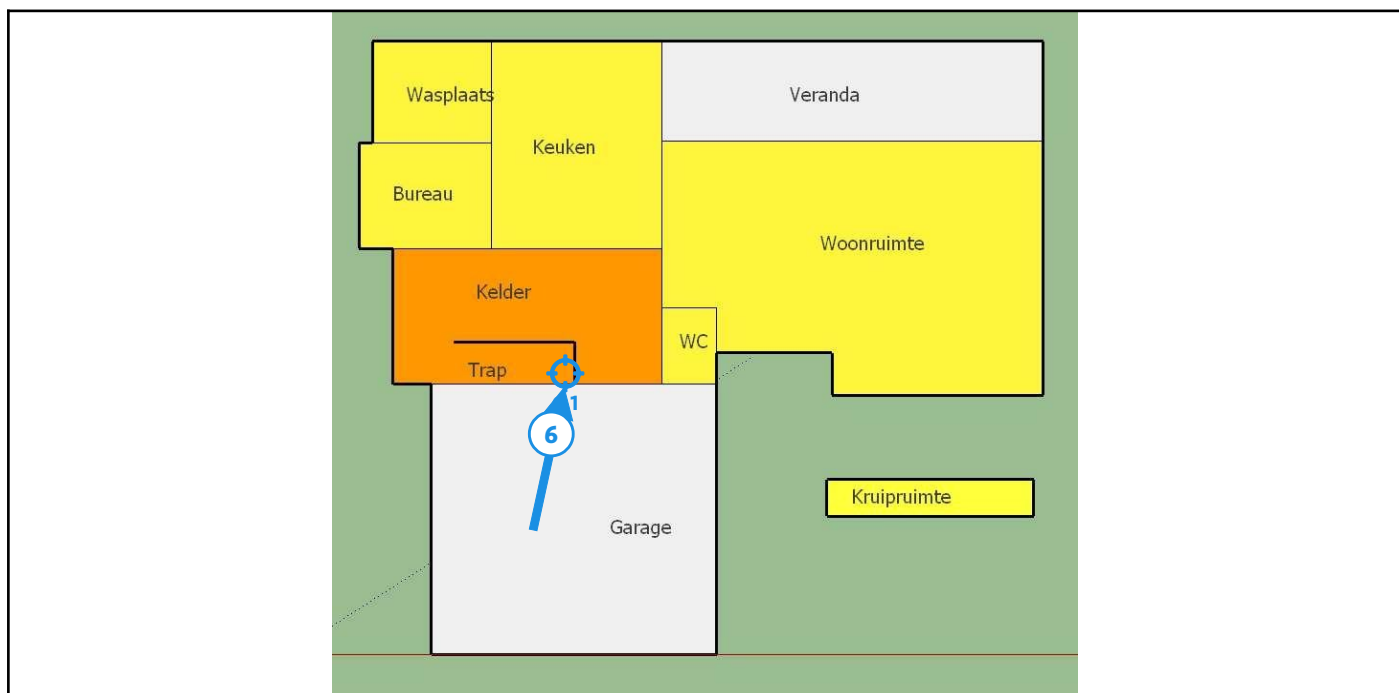 Wasplaats
Veranda
Keuken
Bureau
Woonruimte
Kelder
WC
Trap
1
6
Kruipruimte
Garage